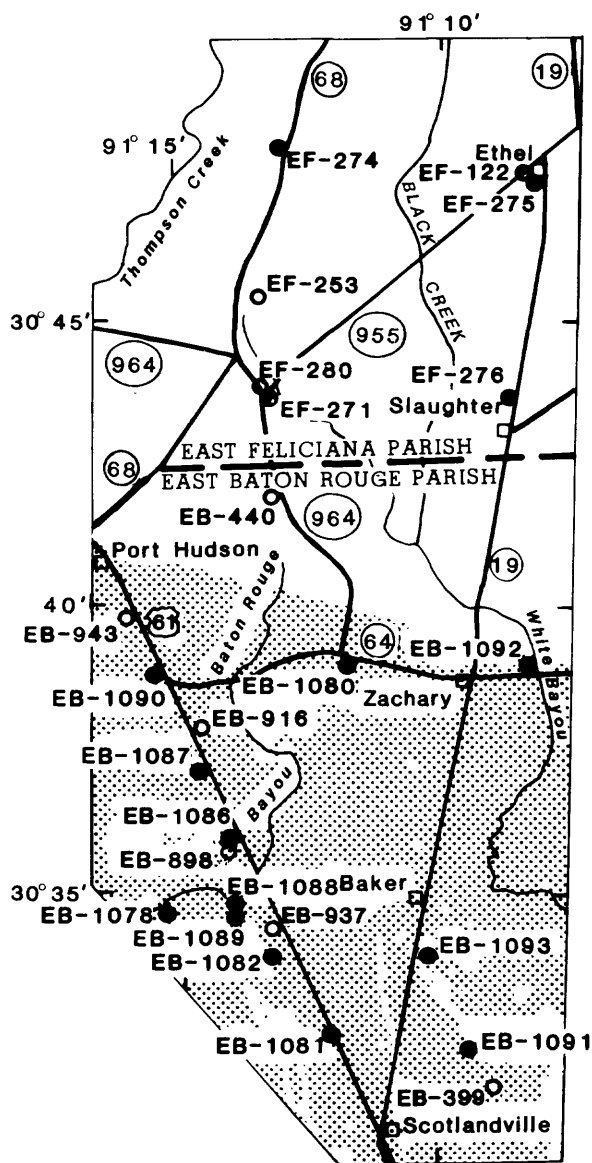 91° 10'
68
19
91° 15'
Thompson Creek
EF-274
Ethel
EF-122
EF-275
BLACK
CREEK
EF-253
30° 45'
955
964
EF-280
EF-276
EF-271
Slaughter
EAST FELICIANA PARISH
68
EAST BATON ROUGE PARISH
EB-440
964
Port Hudson
19
40'
EB-943
61
Baton Rouge
64
EB-1092
White Bayou
EB-1090
EB-1080
Zachary
EB-916
EB-1087
Bayou
EB-1086
EB-898
30° 35'
EB-1088
Baker
EB-1078
EB-937
EB-1089
EB-1082
EB-1093
EB-1081
EB-1091
EB-399
Scotlandville